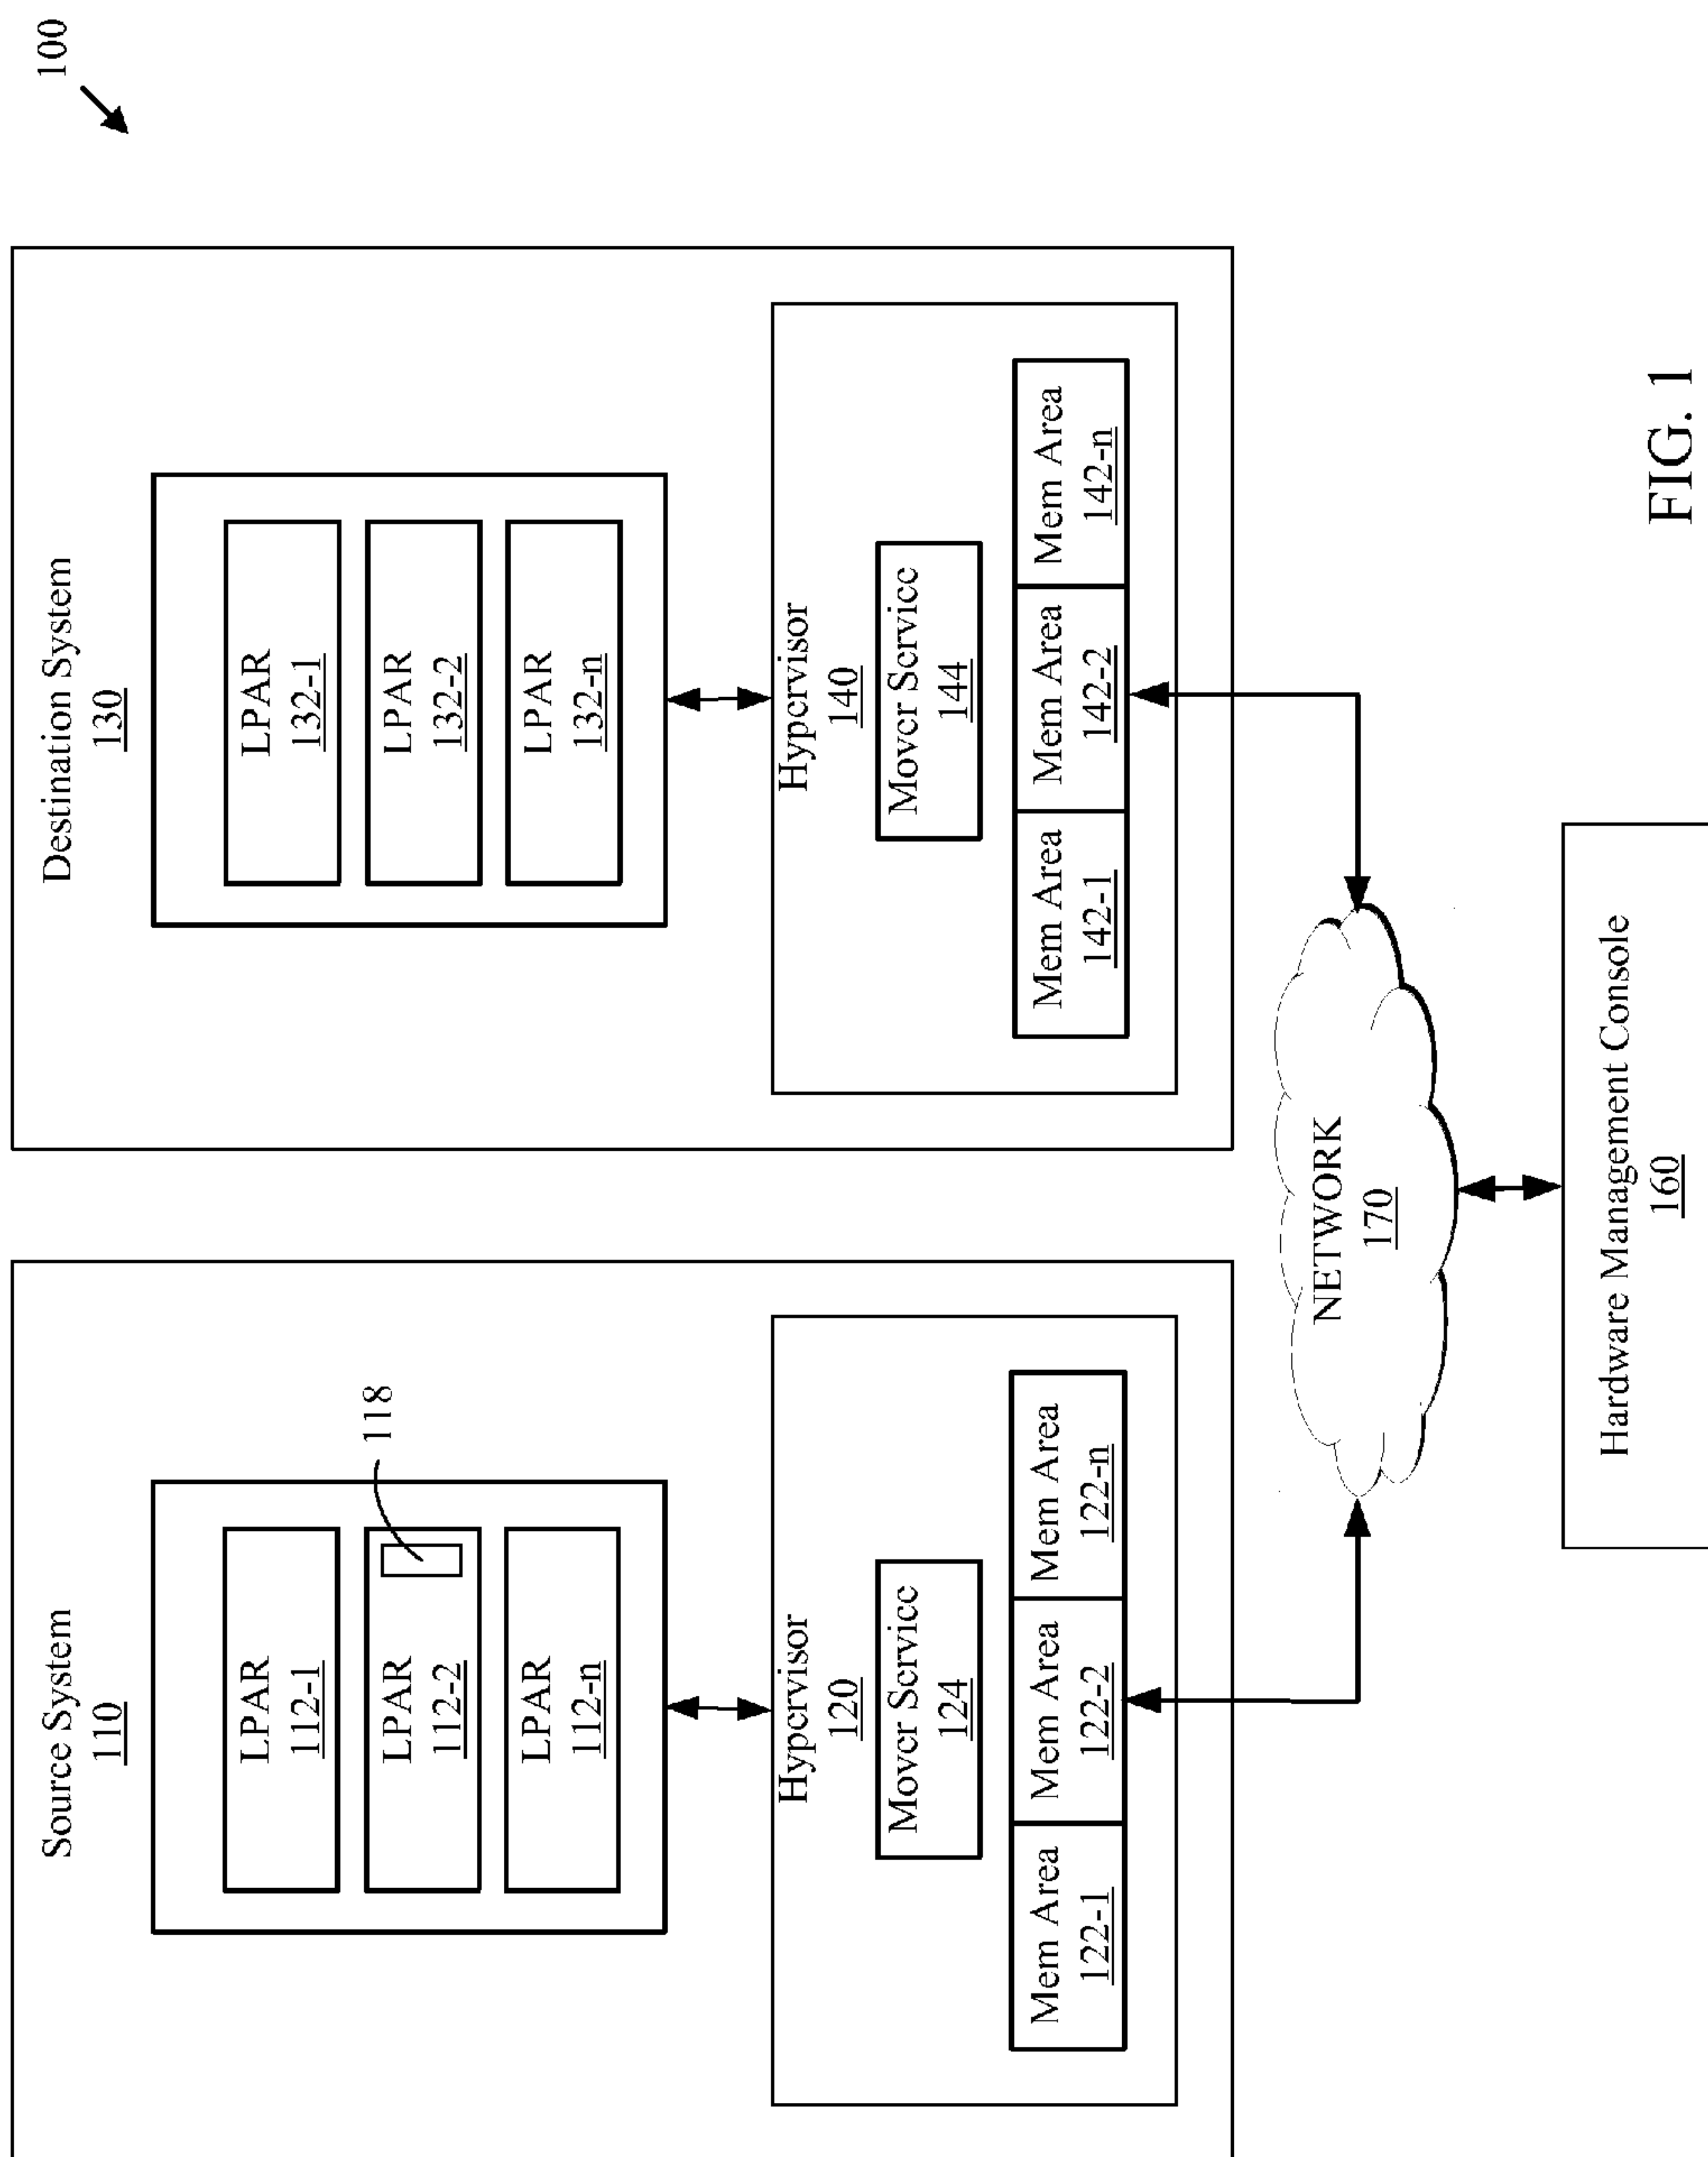 100
Source System
110
LPAR
112-1
LPAR
112-2
118
LPAR
112-n
Hypervisor
120
Mover Service
124
Mem Area
122-1
Mem Area
122-2
Mem Area
122-n
Destination System
130
LPAR
132-1
LPAR
132-2
LPAR
132-n
Hypervisor
140
Mover Service
144
Mem Area
142-1
Mem Area
142-2
Mem Area
142-n
NETWORK
170
Hardware Management Console
160
FIG. 1